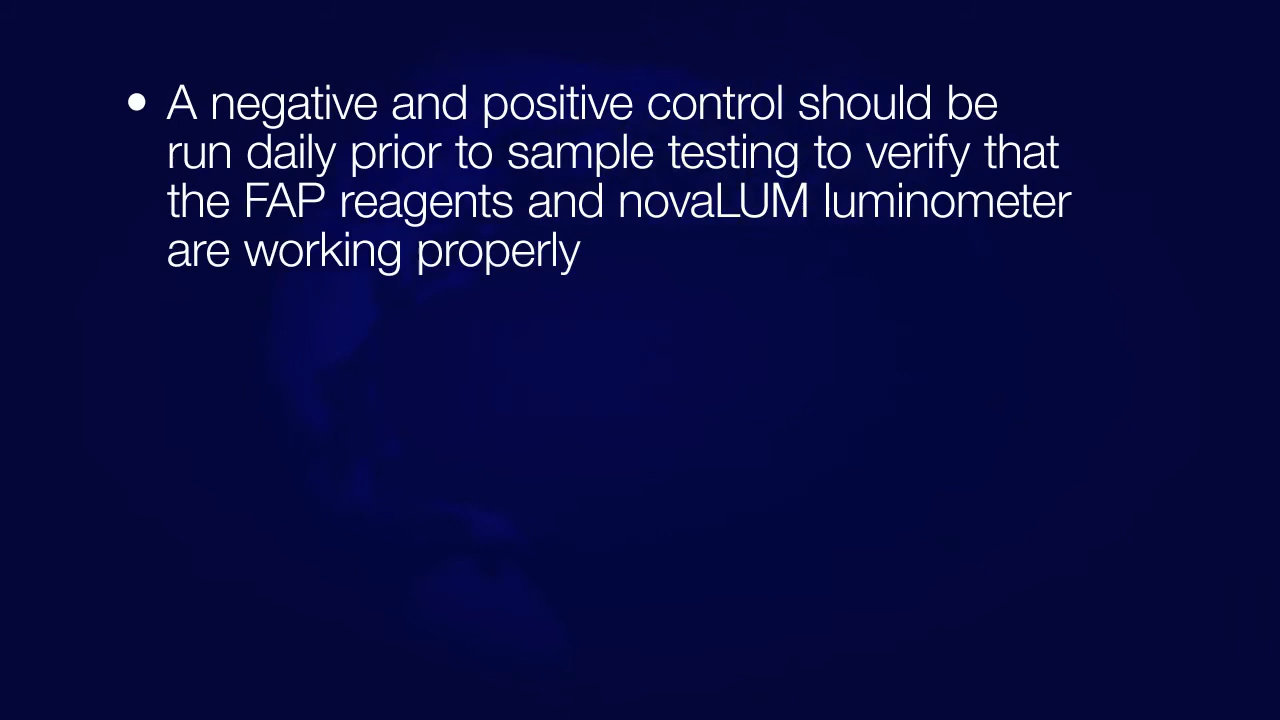 • A negative and positive control should be
run daily prior to sample testing to verify that
the FAP reagents and novaLUM luminometer
are working properly